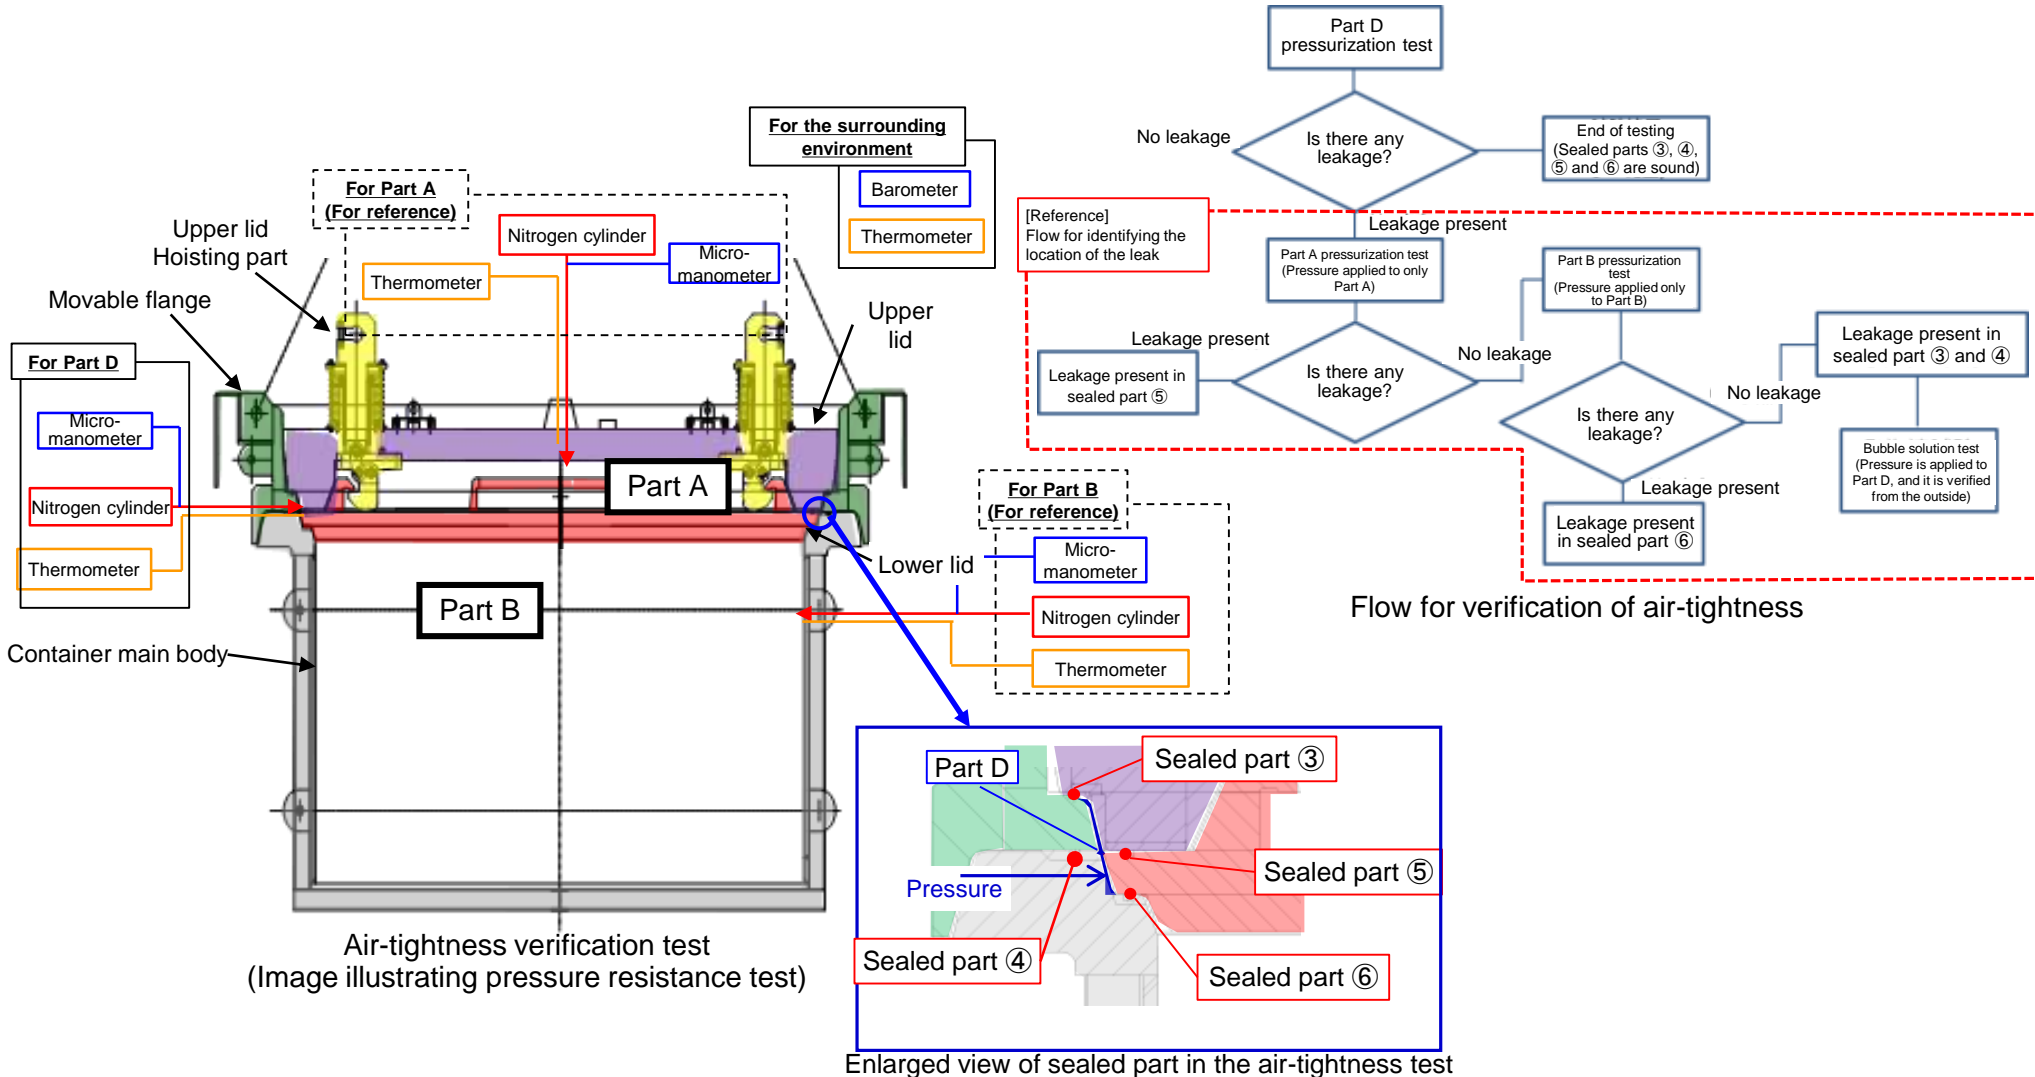 Part D
pressurization test
No leakage
Is there any
leakage?
End of testing
(Sealed parts ③, ④,
⑤ and ⑥ are sound)
[Reference]
Flow for identifying the
location of the leak
Leakage present
Part A pressurization test
(Pressure applied to only
Part A)
Part B pressurization
test
(Pressure applied only
to Part B)
Leakage present
Leakage present in
sealed part ⑤
Is there any
leakage?
No leakage
Leakage present in
sealed part ③ and ④
Is there any
leakage?
No leakage
Bubble solution test
(Pressure is applied to
Part D, and it is verified
from the outside)
Leakage present
Leakage present
in sealed part ⑥
Flow for verification of air-tightness
For the surrounding
environment
Barometer
Thermometer
For Part A
(For reference)
Nitrogen cylinder
Micro-
manometer
Thermometer
Upper lid
Hoisting part
Movable flange
Upper
lid
For Part D
Micro-
manometer
Nitrogen cylinder
Thermometer
Part A
Part B
Lower lid
For Part B
(For reference)
Micro-
manometer
Nitrogen cylinder
Thermometer
Container main body
Air-tightness verification test
(Image illustrating pressure resistance test)
Part D
Sealed part ③
Sealed part ⑤
Pressure
Sealed part ④
Sealed part ⑥
Enlarged view of sealed part in the air-tightness test